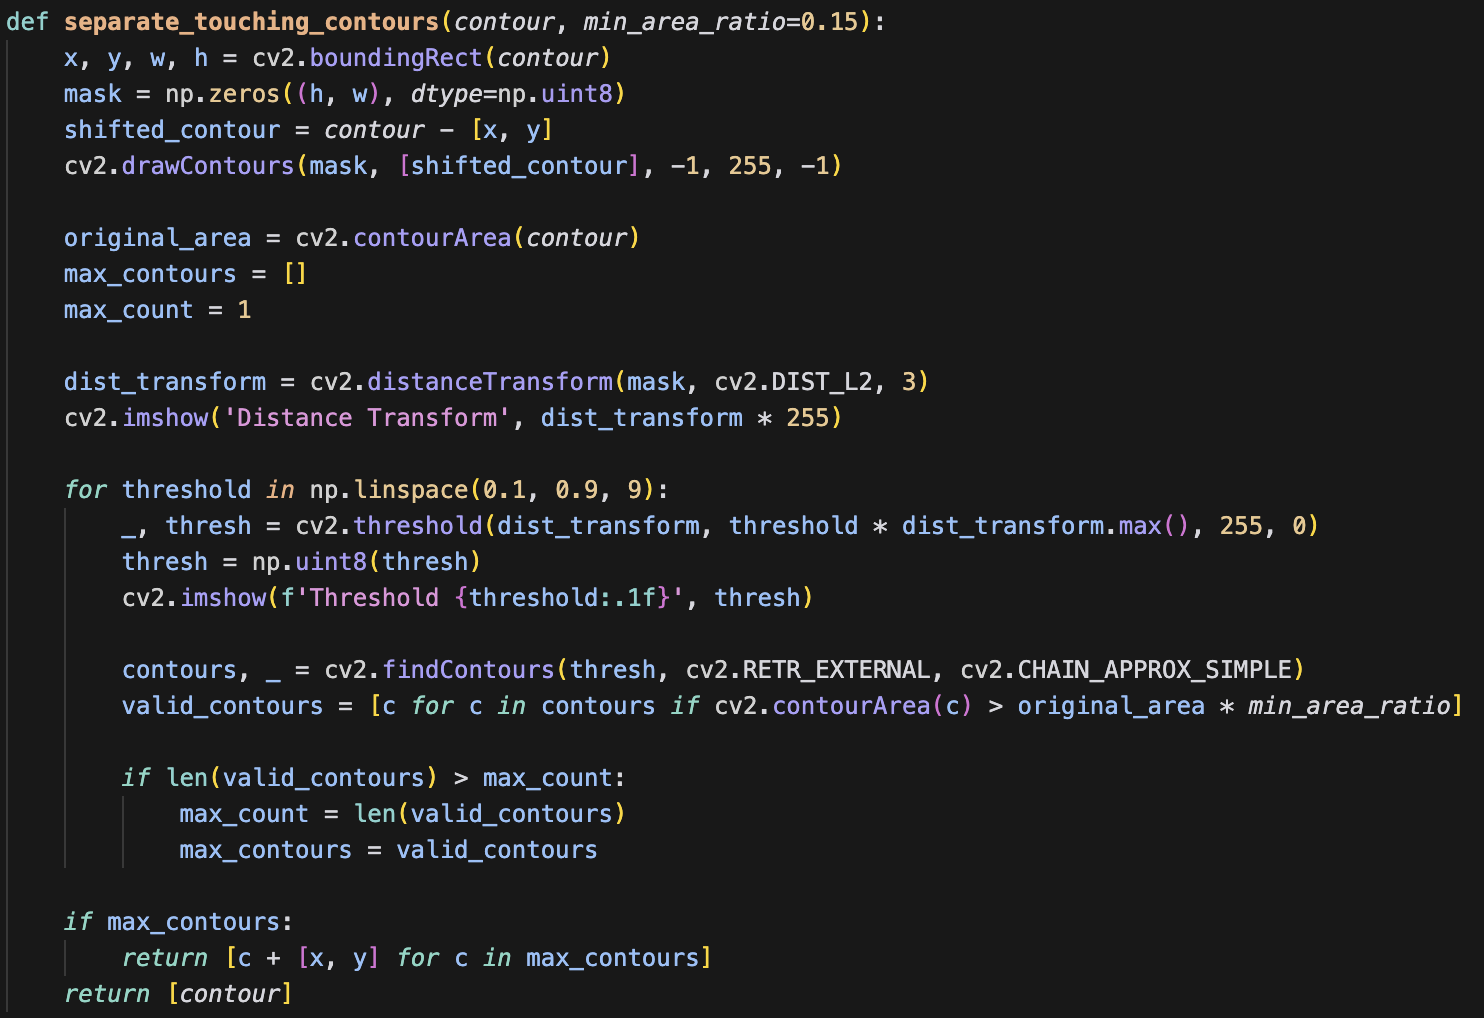 def separate_touching_contours(contour, min_area_ratio=0.15):
    x, y, w, h = cv2.boundingRect(contour)
    mask = np.zeros((h, w), dtype=np.uint8)
    shifted_contour = contour - [x, y]
    cv2.drawContours(mask, [shifted_contour], -1, 255, -1)

    original_area = cv2.contourArea(contour)
    max_contours = []
    max_count = 1

    dist_transform = cv2.distanceTransform(mask, cv2.DIST_L2, 3)
    cv2.imshow('Distance Transform', dist_transform * 255)

    for threshold in np.linspace(0.1, 0.9, 9):
        _, thresh = cv2.threshold(dist_transform, threshold * dist_transform.max(), 255, 0)
        thresh = np.uint8(thresh)
        cv2.imshow(f'Threshold {threshold:.1f}', thresh)

        contours, _ = cv2.findContours(thresh, cv2.RETR_EXTERNAL, cv2.CHAIN_APPROX_SIMPLE)
        valid_contours = [c for c in contours if cv2.contourArea(c) > original_area * min_area_ratio]

        if len(valid_contours) > max_count:
            max_count = len(valid_contours)
            max_contours = valid_contours

    if max_contours:
        return [c + [x, y] for c in max_contours]
    return [contour]